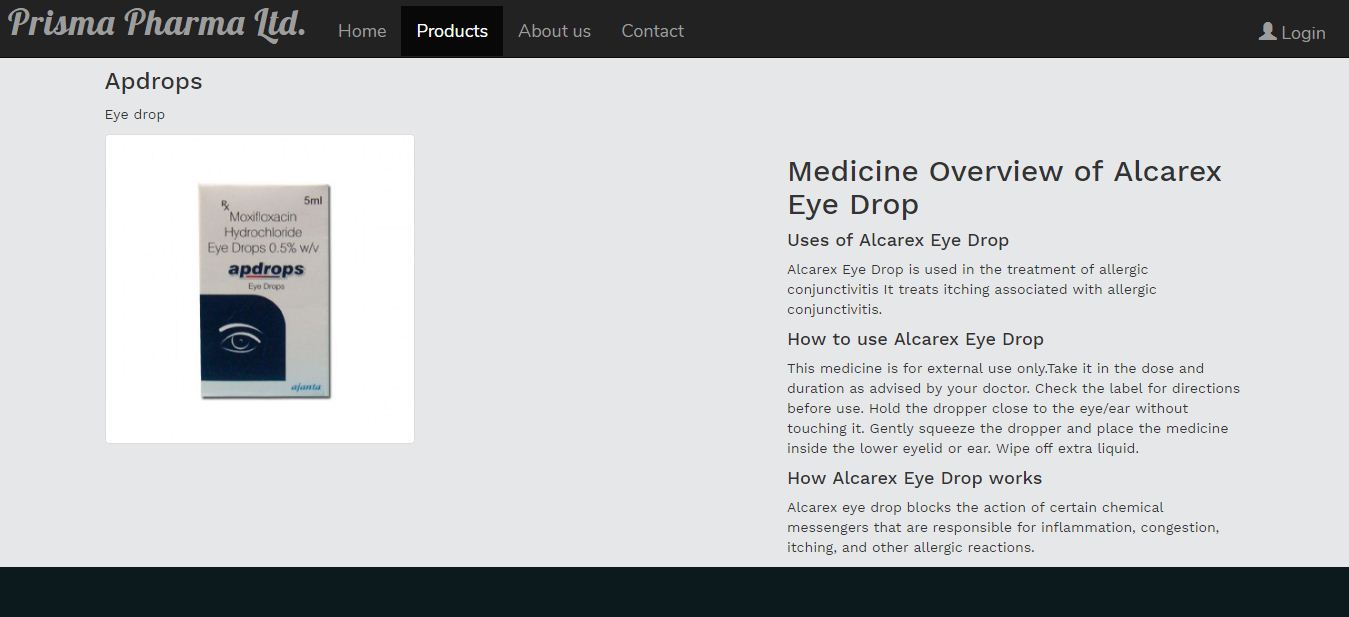 Prisma Pharma Ltd.
Home
Products
About us
Contact
Login
Apdrops
Eye drop
Rx
5ml
Moxifloxacin
Hydrochloride
Eye Drops 0.5% w/v
apdrops
Eye Drops
ajanta
Medicine Overview of Alcarex
Eye Drop
Uses of Alcarex Eye Drop
Alcarex Eye Drop is used in the treatment of allergic
conjunctivitis It treats itching associated with allergic
conjunctivitis.
How to use Alcarex Eye Drop
This medicine is for external use only.Take it in the dose and
duration as advised by your doctor. Check the label for directions
before use. Hold the dropper close to the eye/ear without
touching it. Gently squeeze the dropper and place the medicine
inside the lower eyelid or ear. Wipe off extra liquid.
How Alcarex Eye Drop works
Alcarex eye drop blocks the action of certain chemical
messengers that are responsible for inflammation, congestion,
itching, and other allergic reactions.